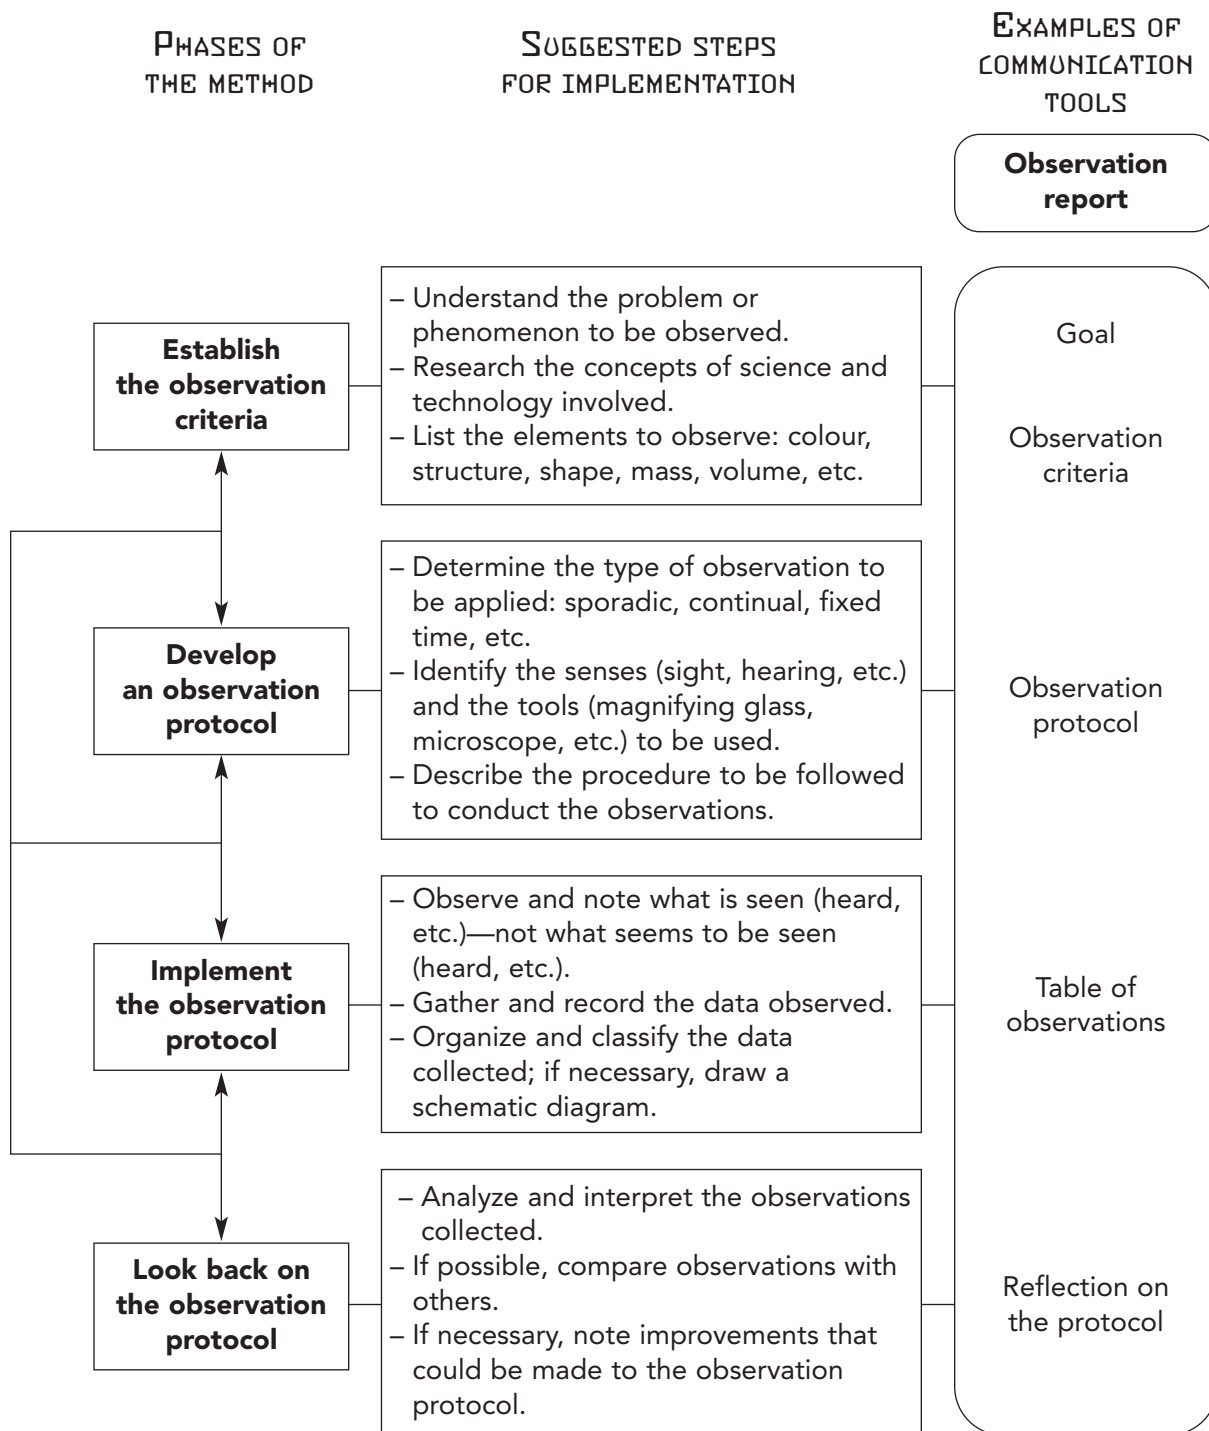 PHASES OF
THE METHOD
SUGGESTED STEPS
FOR IMPLEMENTATION
EXAMPLES OF
COMMUNICATION
TOOLS
Observation
report
Establish
the observation
criteria
– Understand the problem or
phenomenon to be observed.
– Research the concepts of science and
technology involved.
– List the elements to observe: colour,
structure, shape, mass, volume, etc.
Goal
Observation
criteria
Develop
an observation
protocol
– Determine the type of observation to
be applied: sporadic, continual, fixed
time, etc.
– Identify the senses (sight, hearing, etc.)
and the tools (magnifying glass,
microscope, etc.) to be used.
– Describe the procedure to be followed
to conduct the observations.
Observation
protocol
Implement
the observation
protocol
– Observe and note what is seen (heard,
etc.)—not what seems to be seen
(heard, etc.).
– Gather and record the data observed.
– Organize and classify the data
collected; if necessary, draw a
schematic diagram.
Table of
observations
Look back on
the observation
protocol
– Analyze and interpret the observations
collected.
– If possible, compare observations with
others.
– If necessary, note improvements that
could be made to the observation
protocol.
Reflection on
the protocol